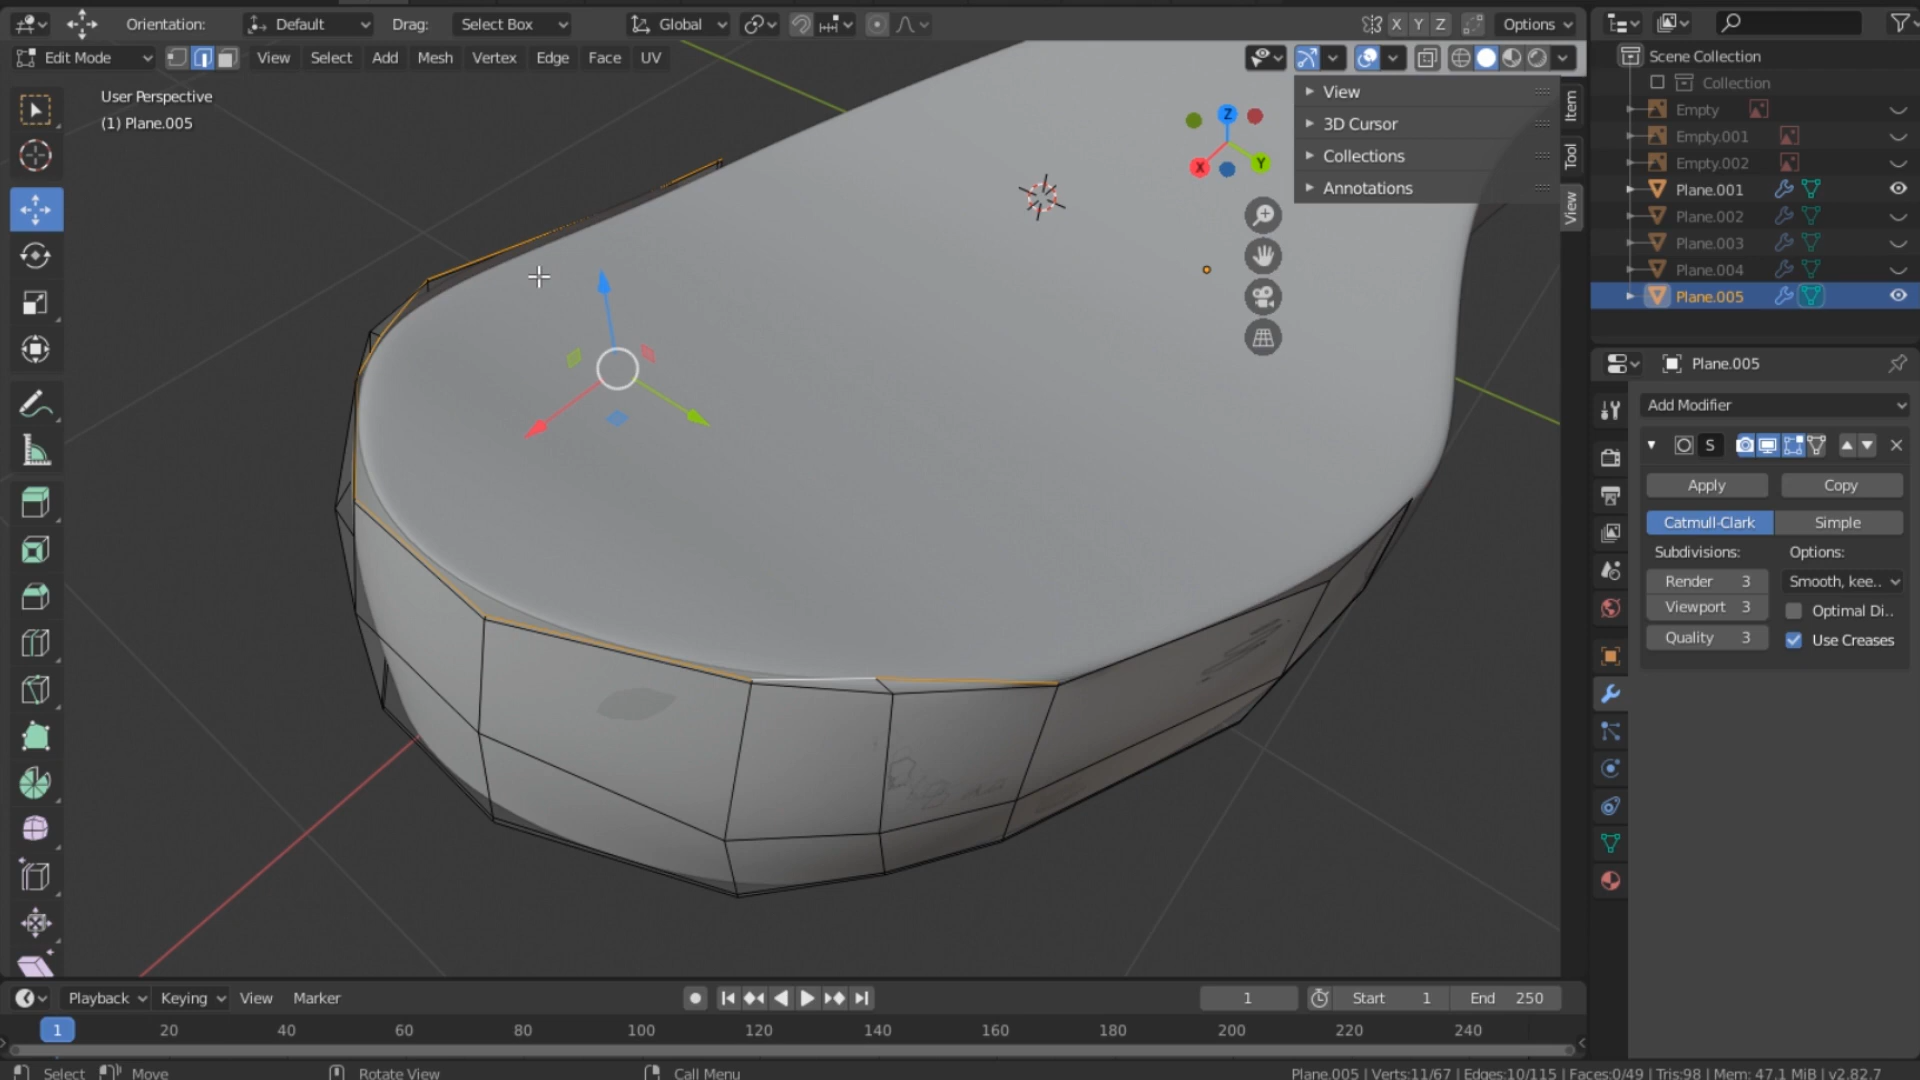 Orientation: Default Drag: Select Box Global X Y Z Options
Edit Mode View Select Add Mesh Vertex Edge Face UV
User Perspective
(1) Plane.005
Z
X
Y
View
3D Cursor
Collections
Annotations
Item
Tool
View
Scene Collection
Collection
Empty
Empty.001
Empty.002
Plane.001
Plane.002
Plane.003
Plane.004
Plane.005
Plane.005
Add Modifier
S
Apply Copy
Catmull-Clark Simple
Subdivisions: Options:
Render 3 Smooth, kee..
Viewport 3 Optimal Di..
Quality 3 Use Creases
Playback Keying View Marker 1 Start 1 End 250
1 20 40 60 80 100 120 140 160 180 200 220 240
Select Move Rotate View Call Menu Plane.005 | Verts:11/67 | Edges:10/115 | Faces:0/49 | Tris:98 | Mem: 47.1 MiB | v2.82.7